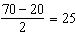 (70 − 20)/2 = 25